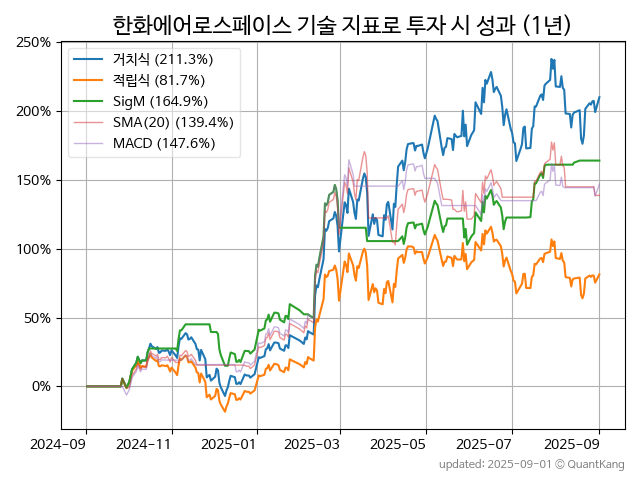 한화에어로스페이스 기술 지표로 투자 시 성과 (1년)
거치식 (211.3%)
적립식 (81.7%)
SigM (164.9%)
SMA(20) (139.4%)
MACD (147.6%)
250%
200%
150%
100%
50%
0%
2024-09 2024-11 2025-01 2025-03 2025-05 2025-07 2025-09
updated: 2025-09-01 © QuantKang